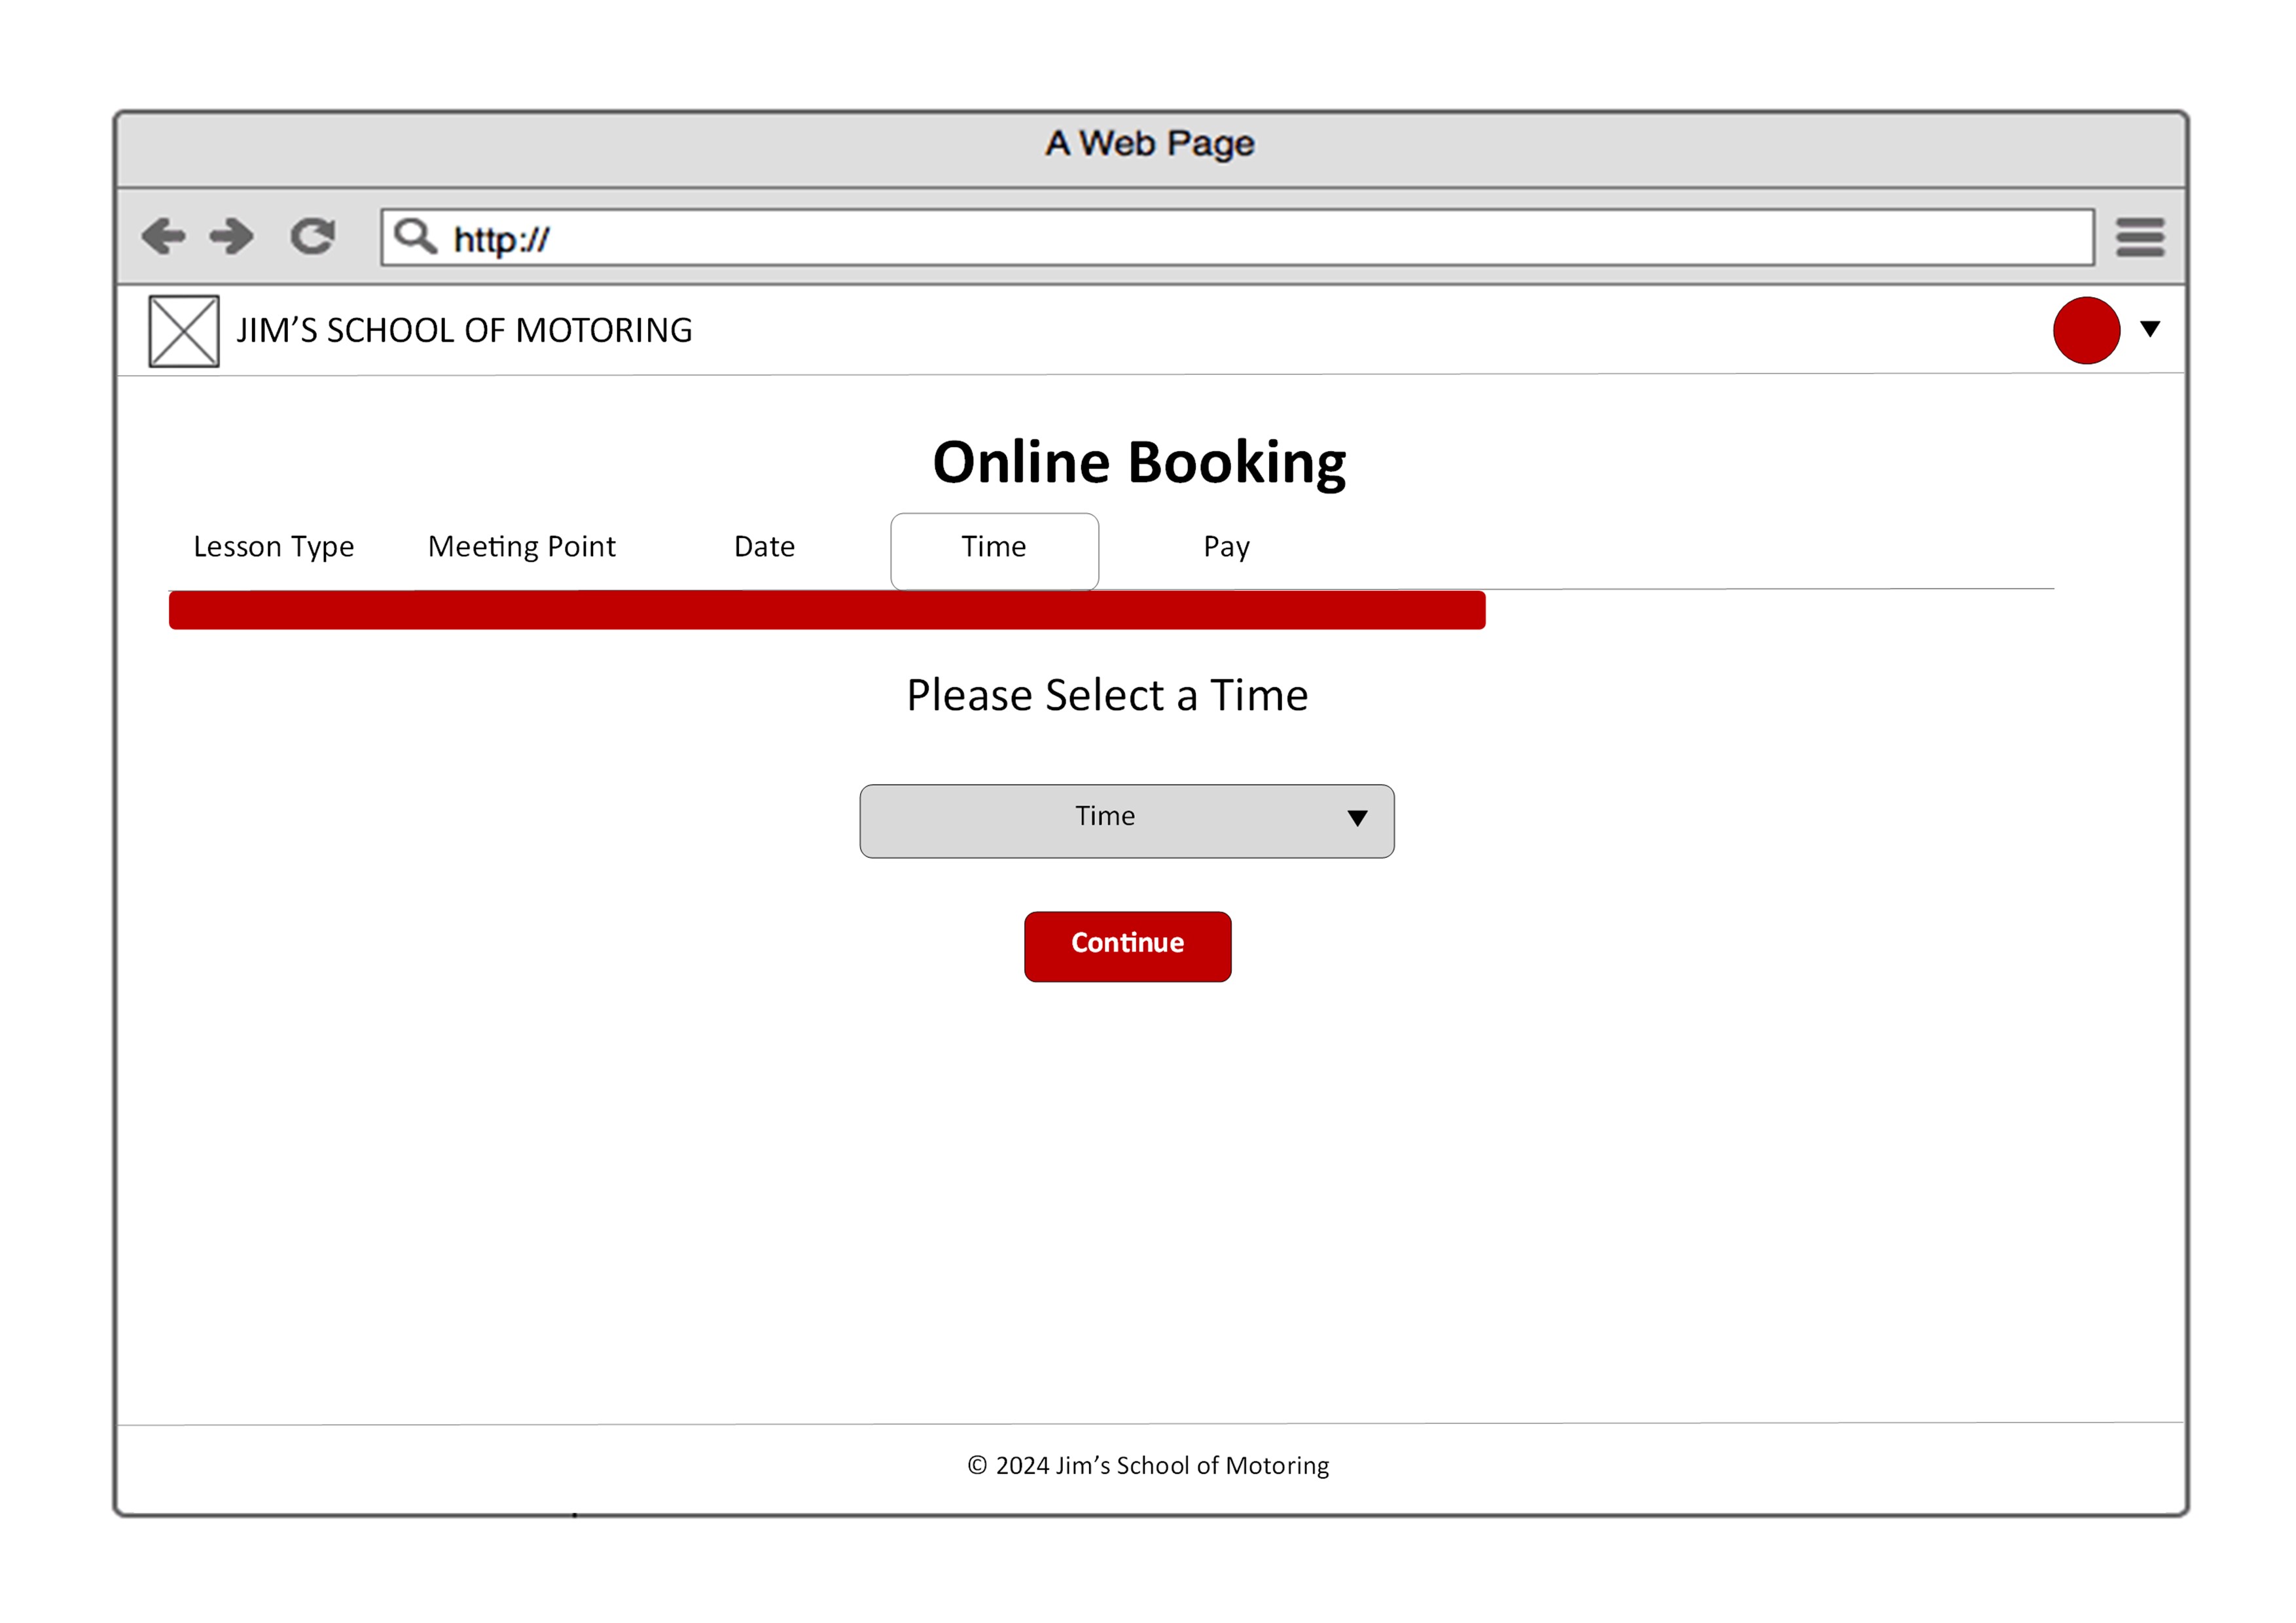 A Web Page
http://
JIM’S SCHOOL OF MOTORING
Online Booking
Lesson Type Meeting Point Date Time Pay
Please Select a Time
Time
Continue
© 2024 Jim’s School of Motoring